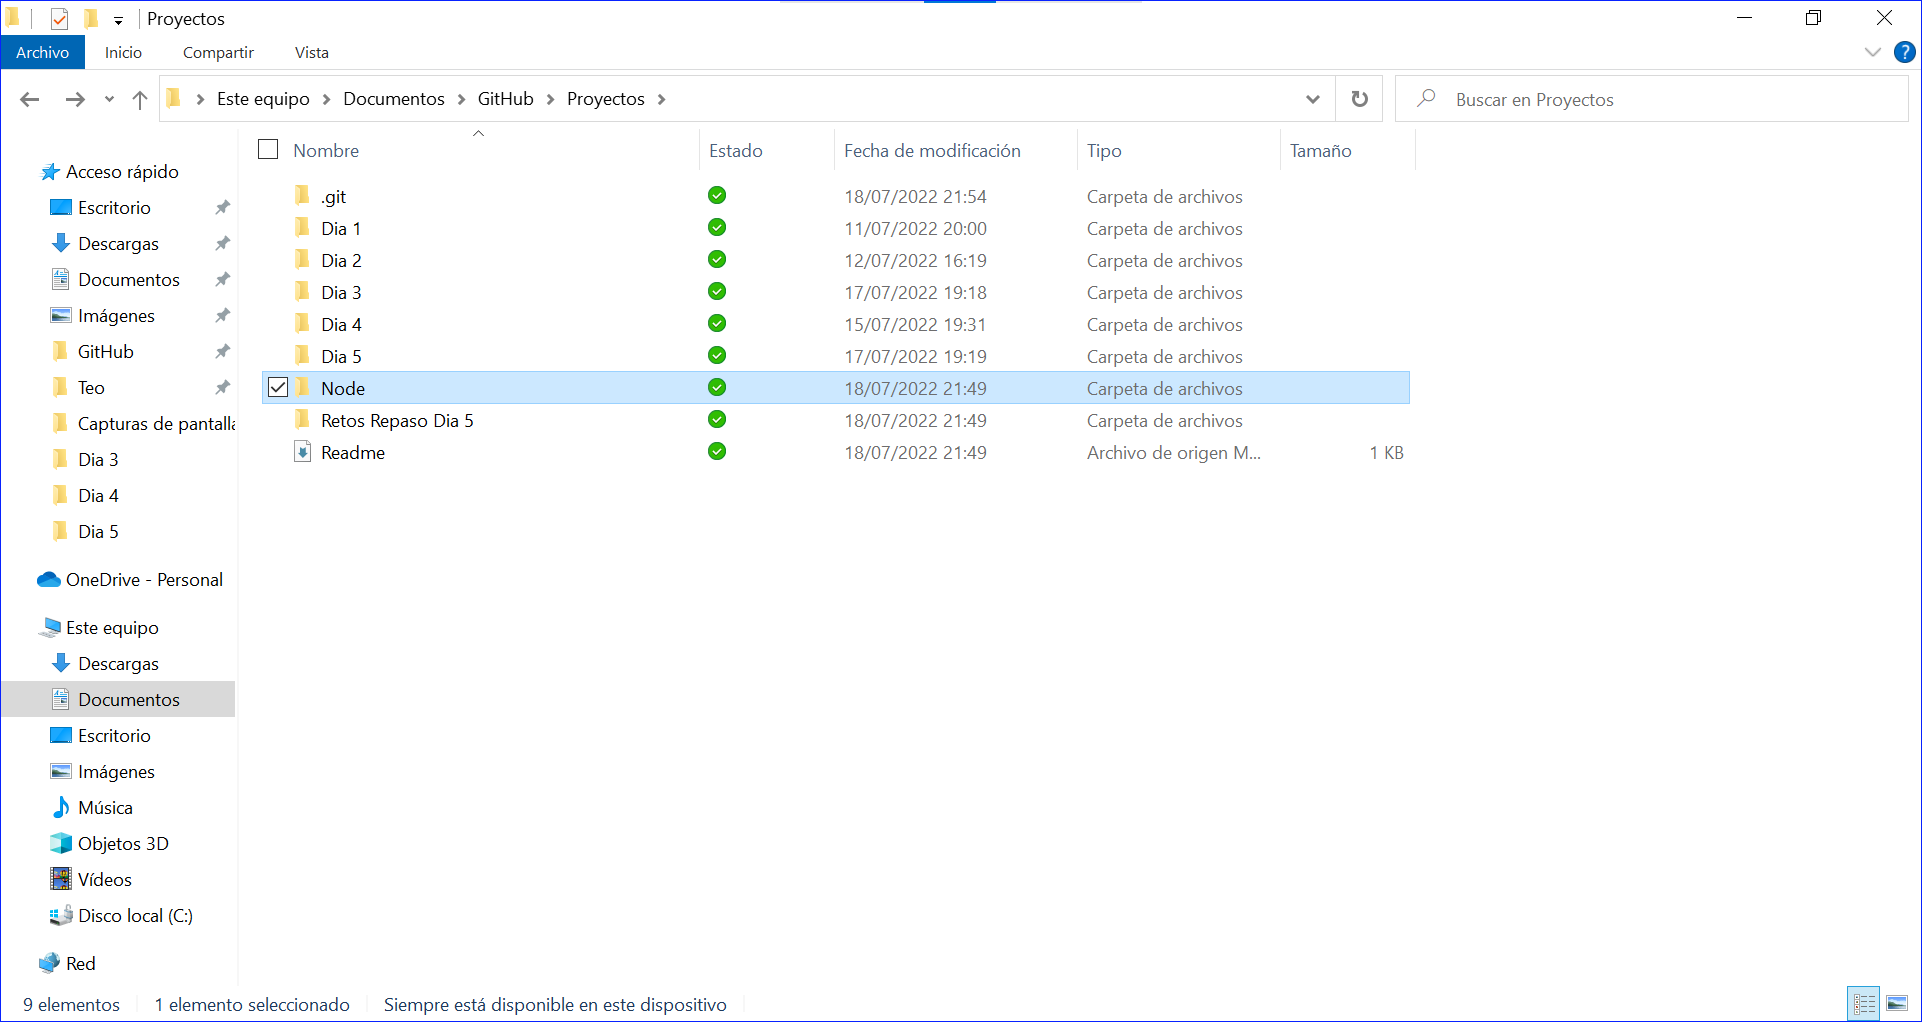 Proyectos
Archivo Inicio Compartir Vista
Este equipo Documentos GitHub Proyectos
Buscar en Proyectos
Nombre Estado Fecha de modificación Tipo Tamaño
.git 18/07/2022 21:54 Carpeta de archivos
Dia 1 11/07/2022 20:00 Carpeta de archivos
Dia 2 12/07/2022 16:19 Carpeta de archivos
Dia 3 17/07/2022 19:18 Carpeta de archivos
Dia 4 15/07/2022 19:31 Carpeta de archivos
Dia 5 17/07/2022 19:19 Carpeta de archivos
Node 18/07/2022 21:49 Carpeta de archivos
Retos Repaso Dia 5 18/07/2022 21:49 Carpeta de archivos
Readme 18/07/2022 21:49 Archivo de origen M... 1 KB
Acceso rápido
Escritorio
Descargas
Documentos
Imágenes
GitHub
Teo
Capturas de pantalla
Dia 3
Dia 4
Dia 5
OneDrive - Personal
Este equipo
Descargas
Documentos
Escritorio
Imágenes
Música
Objetos 3D
Vídeos
Disco local (C:)
Red
9 elementos 1 elemento seleccionado Siempre está disponible en este dispositivo